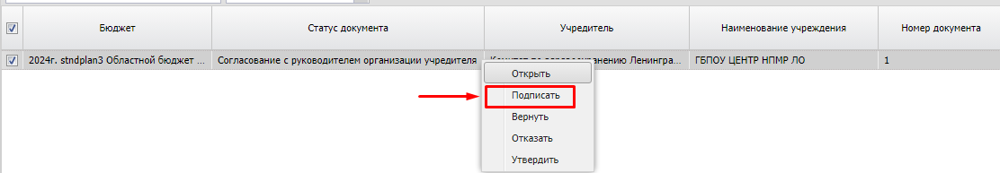 Бюджет Статус документа Учредитель Наименование учреждения Номер документа
2024г. stndplan3 Областной бюджет ... Согласование с руководителем организации учредителя Комитет по здравоохранению Ленингра... ГБПОУ ЦЕНТР НПМР ЛО 1
Открыть
Подписать
Вернуть
Отказать
Утвердить